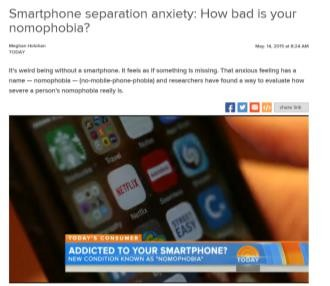 Smartphone separation anxiety: How bad is your
nomophobia?
Meghan Holohan
TODAY
May. 14, 2015 at 8:24 AM
It's weird being without a smartphone. It feels as if something is missing. That anxious feeling has a
name — nomophobia — (no-mobile-phone-phobia) and researchers have found a way to evaluate how
severe a person's nomophobia really is.
share link
Travel
NETFLIX
Netflix
STREET
EASY
TODAY'S CONSUMER
ADDICTED TO YOUR SMARTPHONE?
NEW CONDITION KNOWN AS "NOMOPHOBIA"
TODAY